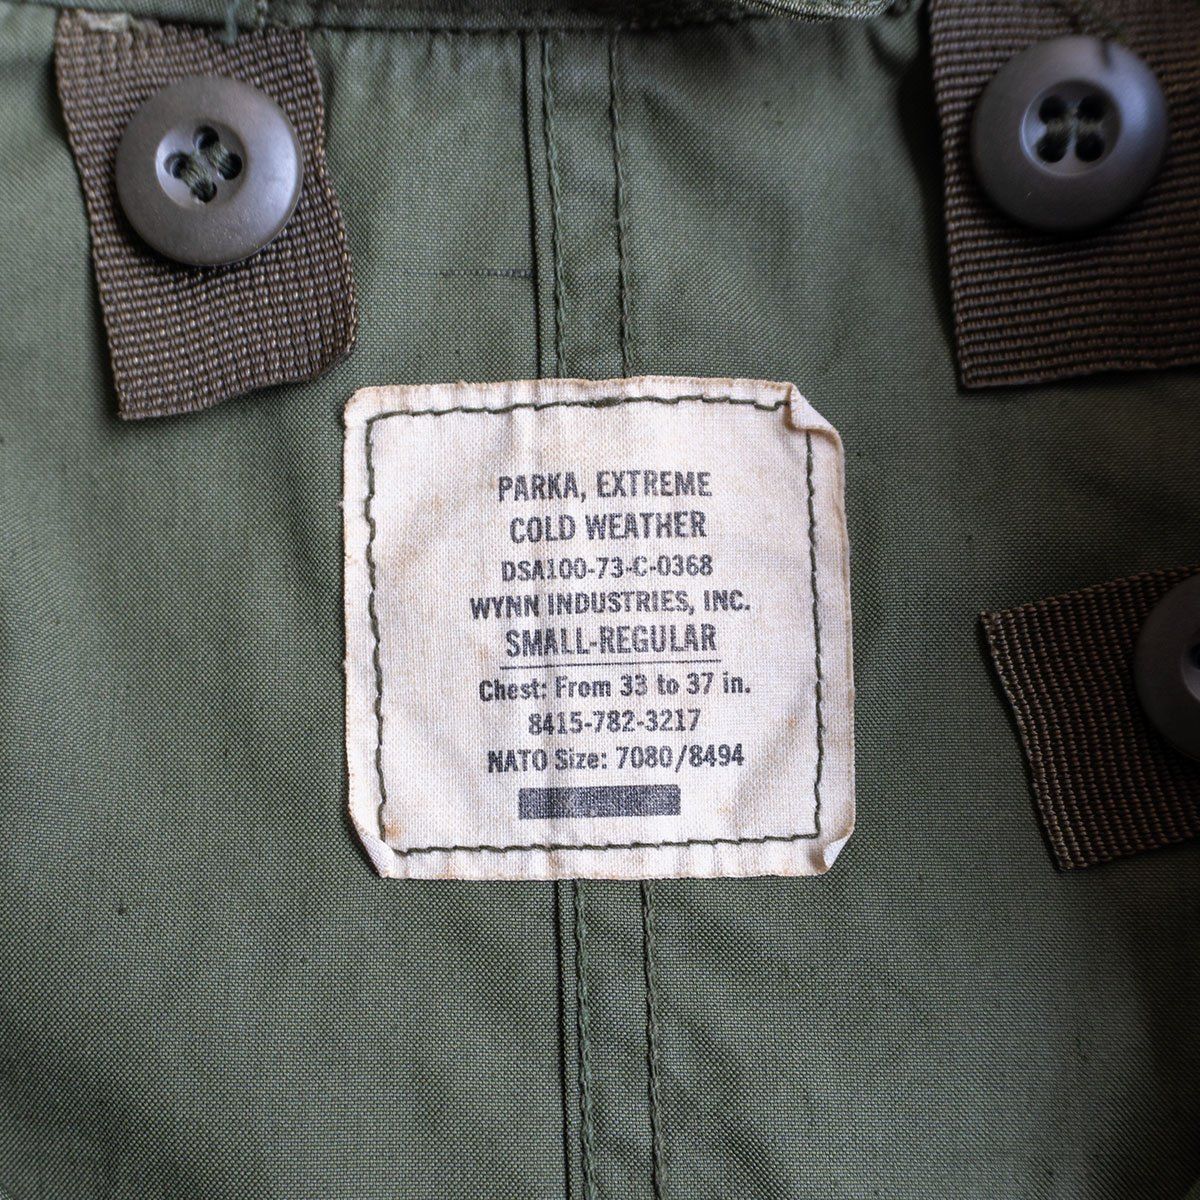 PARKA, EXTREME
COLD WEATHER
DSA100-73-C-0368
WYNN INDUSTRIES, INC.
SMALL-REGULAR
Chest: From 33 to 37 in.
8415-782-3217
NATO Size: 7080/8494